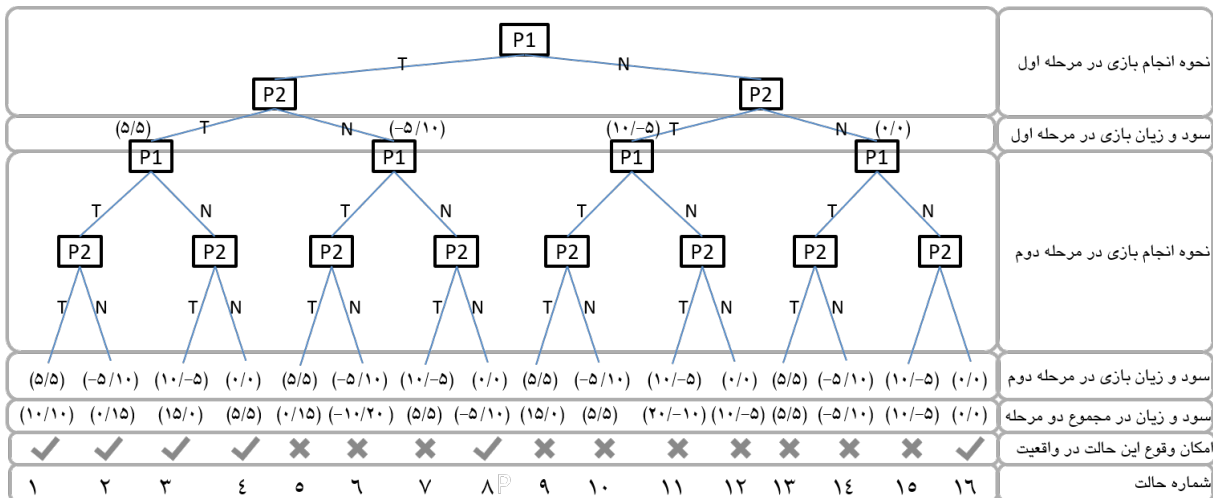 P1
نحوه انجام بازی در مرحله اول
T N
P2 P2
(۵/۵) T N (-۵/۱۰) (۱۰/-۵) T N (۰/۰)
سود و زیان بازی در مرحله اول
P1 P1 P1 P1
T N T N T N T N
P2 P2 P2 P2 P2 P2 P2 P2
نحوه انجام بازی در مرحله دوم
T N T N T N T N T N T N T N
(۵/۵) (-۵/۱۰) (۱۰/-۵) (۰/۰) (۵/۵) (-۵/۱۰) (۱۰/-۵) (۰/۰) (۵/۵) (-۵/۱۰) (۱۰/-۵) (۰/۰) (۵/۵) (-۵/۱۰) (۱۰/-۵) (۰/۰)
سود و زیان بازی در مرحله دوم
(۱۰/۱۰) (۰/۱۵) (۱۵/۰) (۵/۵) (۰/۱۵) (-۱۰/۲۰) (۵/۵) (-۵/۱۰) (۱۵/۰) (۵/۵) (۲۰/-۱۰) (۱۰/-۵) (۵/۵) (-۵/۱۰) (۱۰/-۵) (۰/۰)
سود و زیان در مجموع دو مرحله
امکان وقوع این حالت در واقعیت
۱ ۲ ۳ ٤ ٥ ٦ ۷ ۸P ۹ ۱۰ ۱۱ ۱۲ ۱۳ ۱٤ ۱٥ ۱٦
شماره حالت